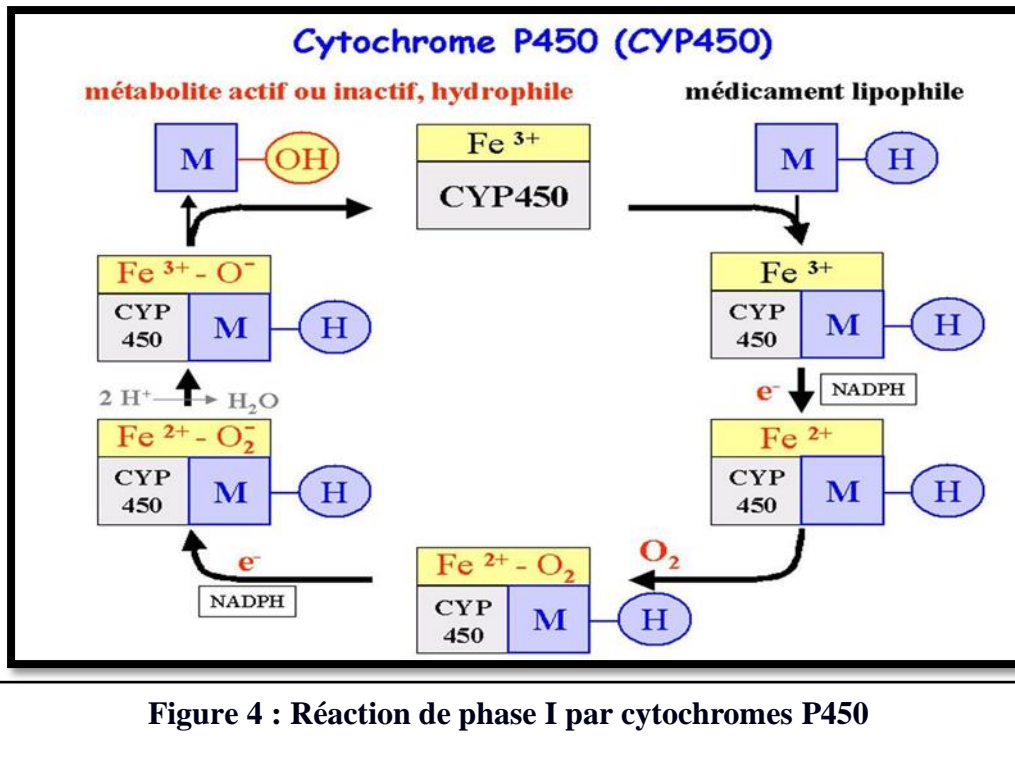 Cytochrome P450 (CYP450)
métabolite actif ou inactif, hydrophile
médicament lipophile
M
OH
Fe ³⁺
CYP450
M
H
Fe ³⁺ - O⁻
CYP
450
M
H
Fe ³⁺
CYP
450
M
H
2 H⁺
H₂O
e⁻
NADPH
Fe ²⁺ - O₂⁻
CYP
450
M
H
Fe ²⁺
CYP
450
M
H
e⁻
NADPH
Fe ²⁺ - O₂
CYP
450
M
H
O₂
Figure 4 : Réaction de phase I par cytochromes P450